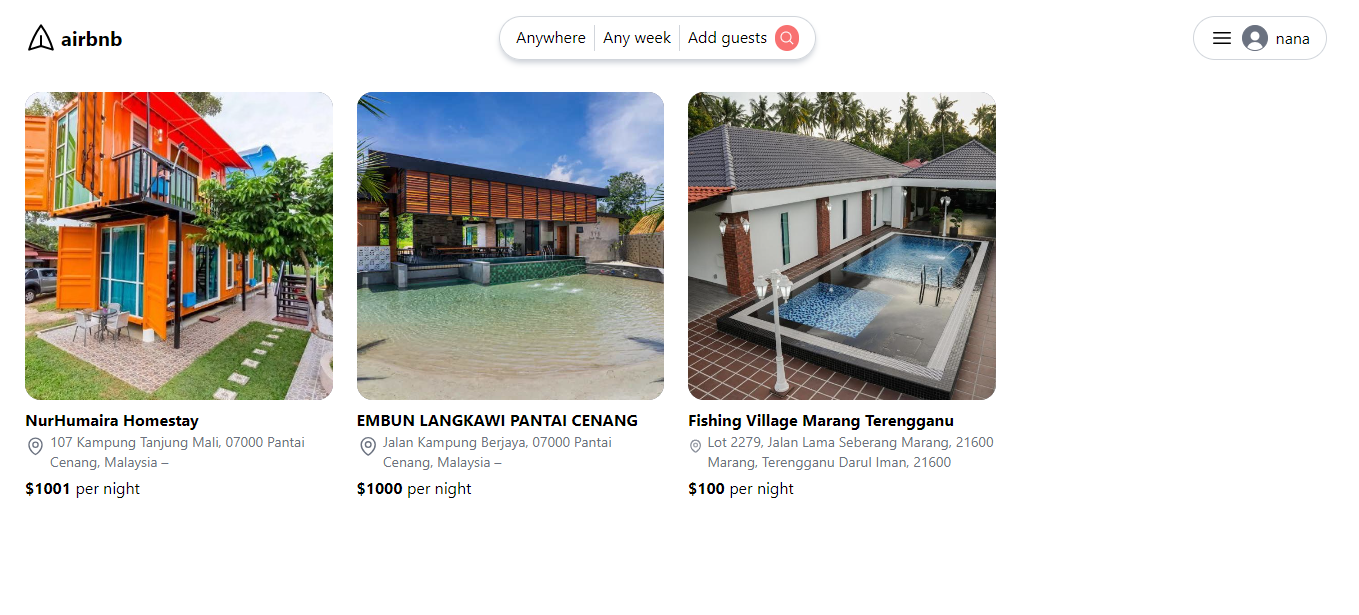 airbnb
Anywhere
Any week
Add guests
nana
NurHumaira Homestay
107 Kampung Tanjung Mali, 07000 Pantai
Cenang, Malaysia –
$1001 per night
EMBUN LANGKAWI PANTAI CENANG
Jalan Kampung Berjaya, 07000 Pantai
Cenang, Malaysia –
$1000 per night
Fishing Village Marang Terengganu
Lot 2279, Jalan Lama Seberang Marang, 21600
Marang, Terengganu Darul Iman, 21600
$100 per night